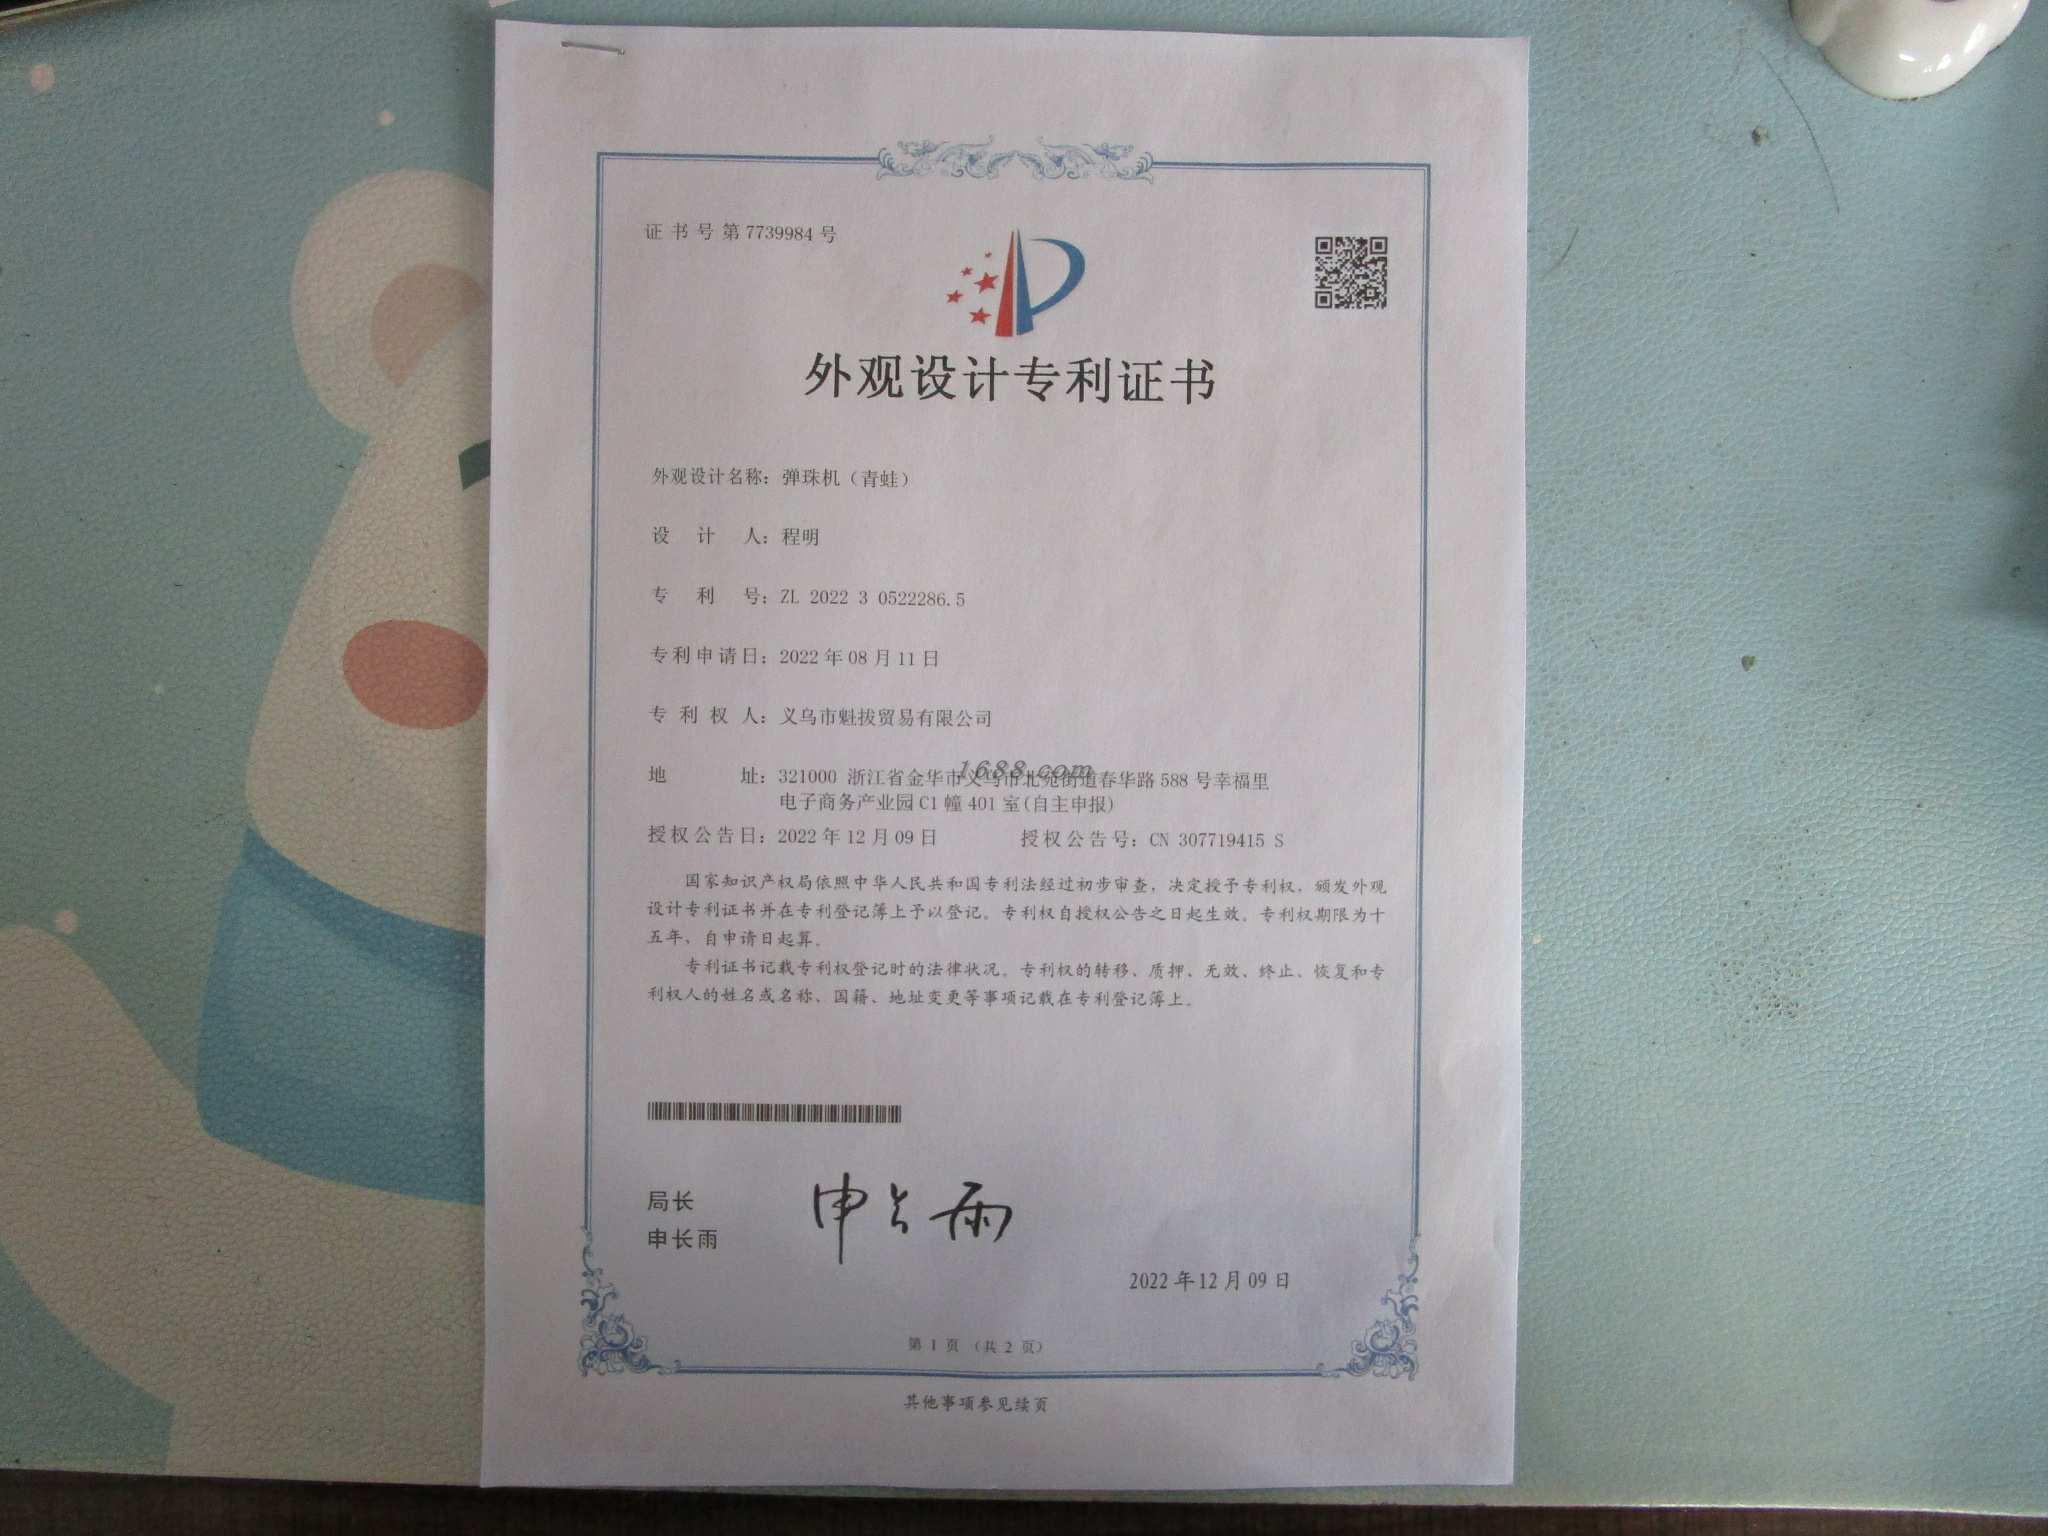 证书号第7739984号
外观设计专利证书
外观设计名称：弹珠机（青蛙）
设计人：程明
专利号：ZL 2022 3 0522286.5
专利申请日：2022年08月11日
专利权人：义乌市魁拔贸易有限公司
地址：321000 浙江省金华市义乌市北苑街道春华路588号幸福里
1688.com
电子商务产业园C1幢401室(自主申报)
授权公告日：2022年12月09日 授权公告号：CN 307719415 S
国家知识产权局依照中华人民共和国专利法经过初步审查，决定授予专利权，颁发外观
设计专利证书并在专利登记簿上予以登记。专利权自授权公告之日起生效。专利权期限为十
五年，自申请日起算。
专利证书记载专利权登记时的法律状况。专利权的转移、质押、无效、终止、恢复和专
利权人的姓名或名称、国籍、地址变更等事项记载在专利登记簿上。
局长
申长雨
申长雨
2022年12月09日
第 1 页 （共 2 页）
其他事项参见续页